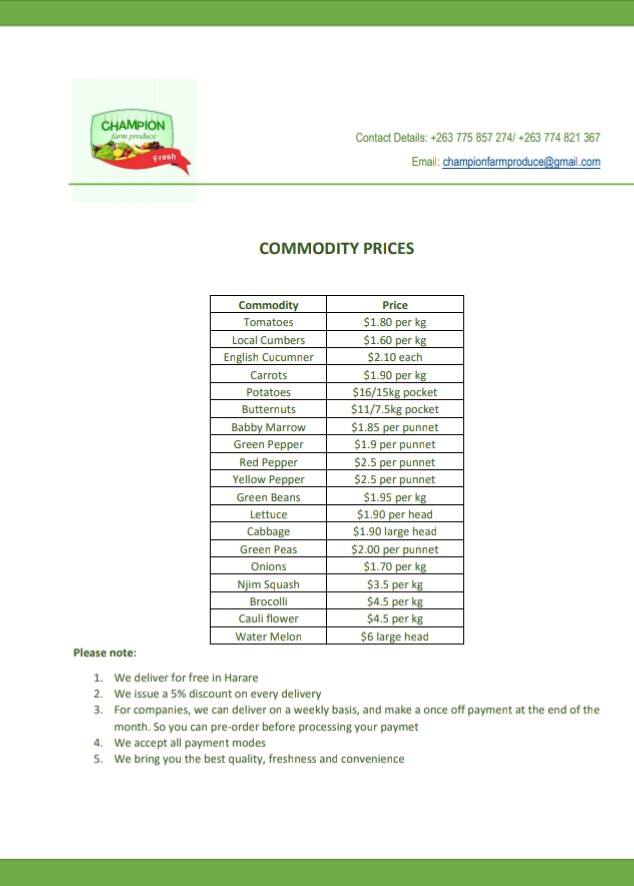 CHAMPION
farm produce
Fresh
Contact Details: +263 775 857 274/ +263 774 821 367
Email: championfarmproduce@gmail.com
COMMODITY PRICES
Commodity Price
Tomatoes $1.80 per kg
Local Cumbers $1.60 per kg
English Cucumner $2.10 each
Carrots $1.90 per kg
Potatoes $16/15kg pocket
Butternuts $11/7.5kg pocket
Babby Marrow $1.85 per punnet
Green Pepper $1.9 per punnet
Red Pepper $2.5 per punnet
Yellow Pepper $2.5 per punnet
Green Beans $1.95 per kg
Lettuce $1.90 per head
Cabbage $1.90 large head
Green Peas $2.00 per punnet
Onions $1.70 per kg
Njim Squash $3.5 per kg
Brocolli $4.5 per kg
Cauli flower $4.5 per kg
Water Melon $6 large head
Please note:
1. We deliver for free in Harare
2. We issue a 5% discount on every delivery
3. For companies, we can deliver on a weekly basis, and make a once off payment at the end of the
month. So you can pre-order before processing your paymet
4. We accept all payment modes
5. We bring you the best quality, freshness and convenience